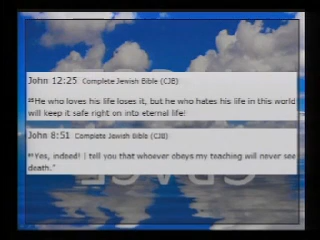 John 12:25 Complete Jewish Bible (CJB)
25He who loves his life loses it, but he who hates his life in this world
will keep it safe right on into eternal life!
John 8:51 Complete Jewish Bible (CJB)
51Yes, indeed! I tell you that whoever obeys my teaching will never see
death."
GRACE